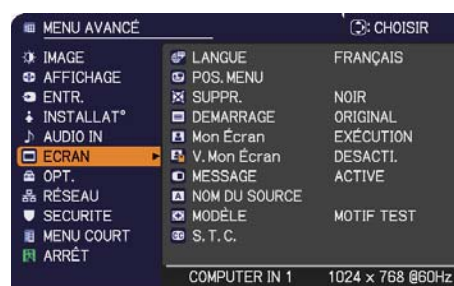 MENU AVANCÉ : CHOISIR
IMAGE LANGUE FRANÇAIS
AFFICHAGE POS. MENU
ENTR. SUPPR. NOIR
INSTALLAT° DEMARRAGE ORIGINAL
AUDIO IN Mon Écran EXÉCUTION
ECRAN V. Mon Écran DESACTI.
OPT. MESSAGE ACTIVE
RÉSEAU NOM DU SOURCE
SECURITE MODÈLE MOTIF TEST
MENU COURT S. T. C.
ARRÊT
COMPUTER IN 1 1024 x 768 @60Hz